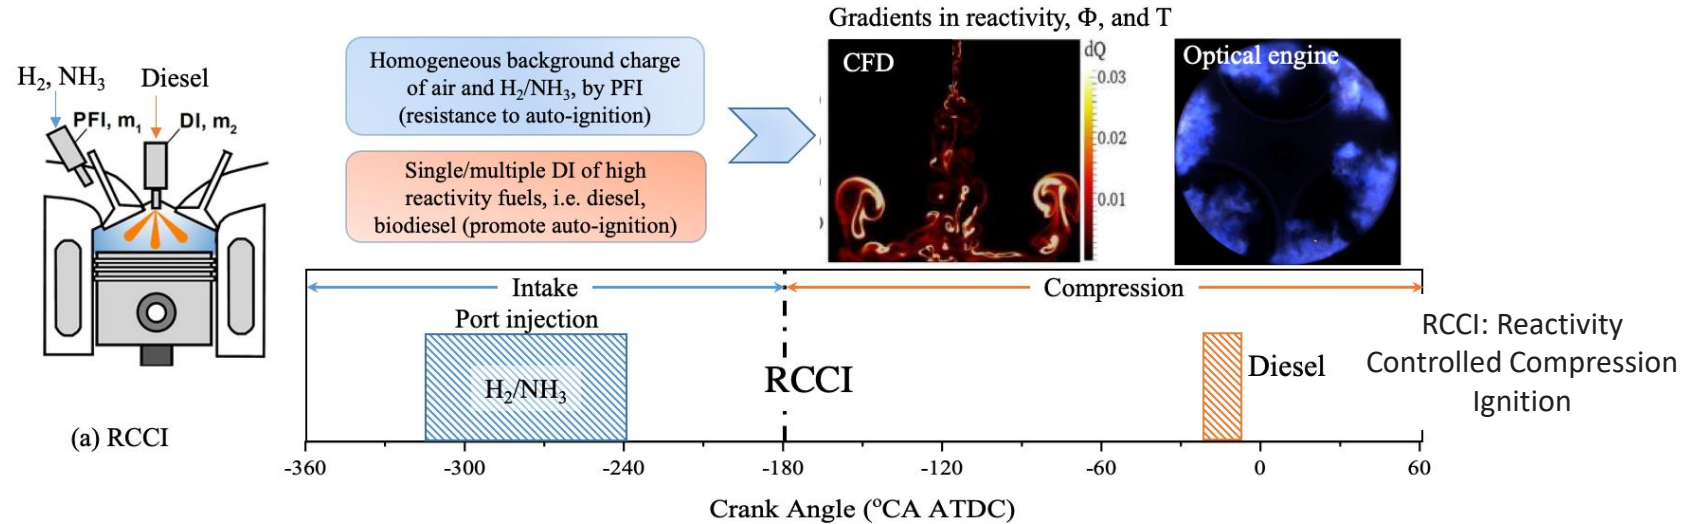 Gradients in reactivity, Φ, and T
H₂, NH₃
Diesel
PFI, m₁
DI, m₂
(a) RCCI
Homogeneous background charge
of air and H₂/NH₃, by PFI
(resistance to auto-ignition)
Single/multiple DI of high
reactivity fuels, i.e. diesel,
biodiesel (promote auto-ignition)
CFD
dQ
0.03
0.02
0.01
Optical engine
Intake
Compression
Port injection
H₂/NH₃
RCCI
Diesel
RCCI: Reactivity
Controlled Compression
Ignition
-360
-300
-240
-180
-120
-60
0
60
Crank Angle (ºCA ATDC)